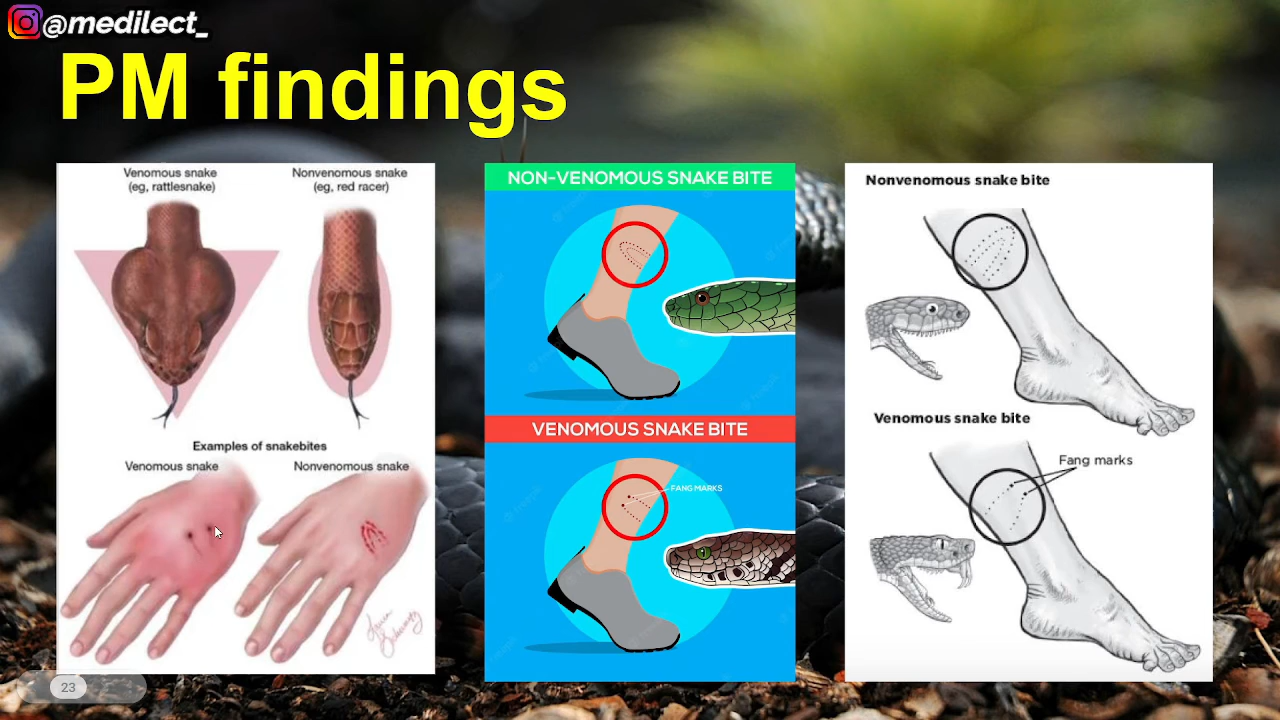 @medilect_
PM findings
Venomous snake
(eg, rattlesnake)
Nonvenomous snake
(eg, red racer)
Examples of snakebites
Venomous snake
Nonvenomous snake
NON-VENOMOUS SNAKE BITE
VENOMOUS SNAKE BITE
FANG MARKS
Nonvenomous snake bite
Venomous snake bite
Fang marks
23